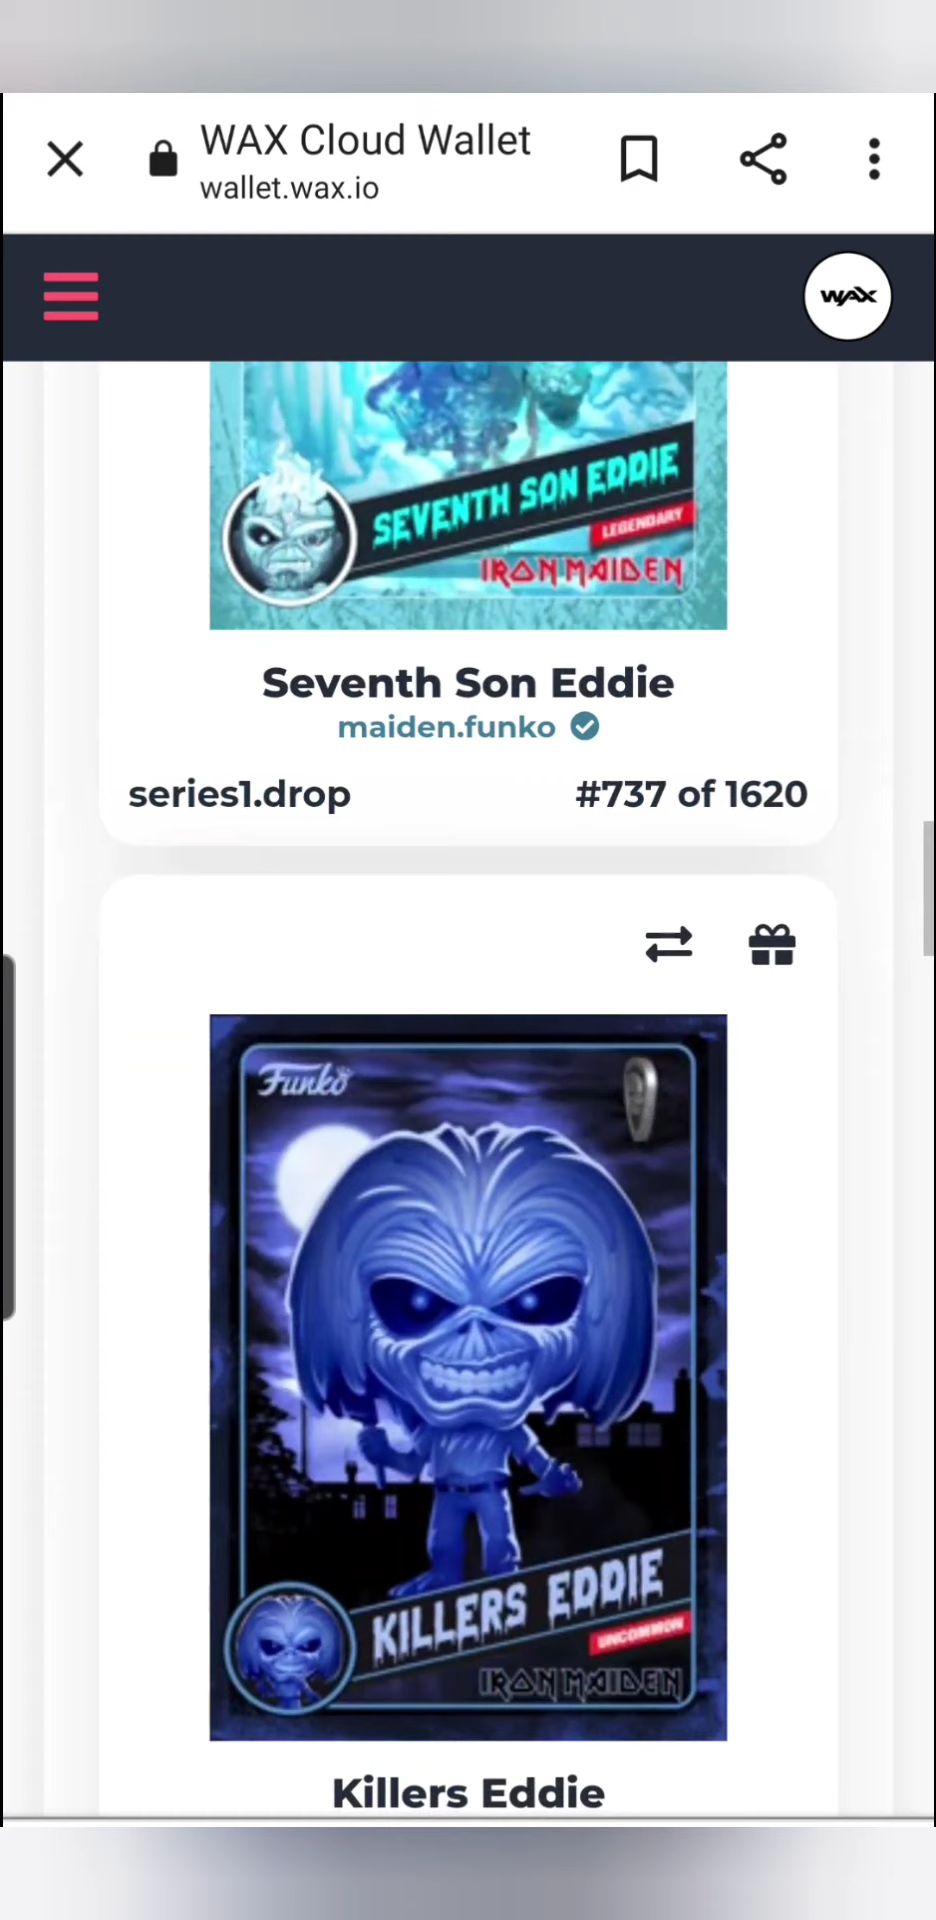 WAX Cloud Wallet
wallet.wax.io
WAX
SEVENTH SON EDDIE
LEGENDARY
IRON MAIDEN
Seventh Son Eddie
maiden.funko
series1.drop
#737 of 1620
Funko
KILLERS EDDIE
UNCOMMON
IRON MAIDEN
Killers Eddie